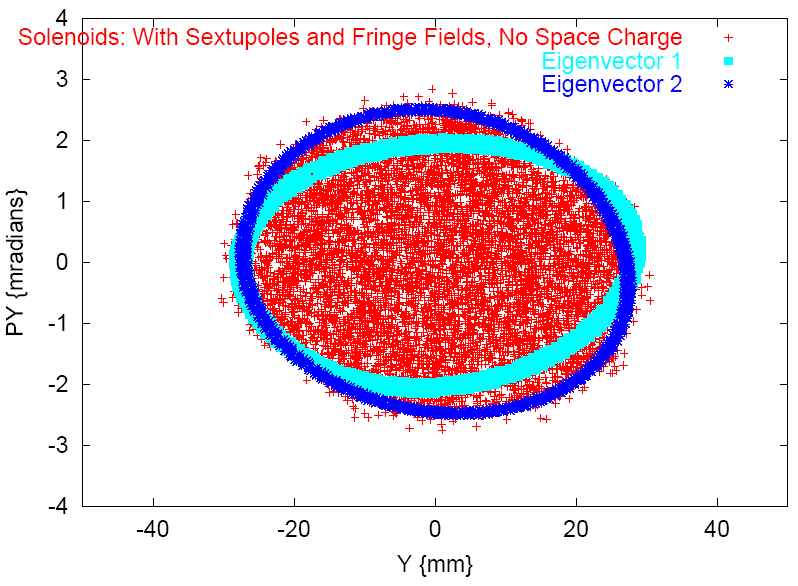 4
Solenoids: With Sextupoles and Fringe Fields, No Space Charge
Eigenvector 1
3
Eigenvector 2
2
1
0
-1
-2
-3
-4
PY {mradians}
-40 -20 0 20 40
Y {mm}